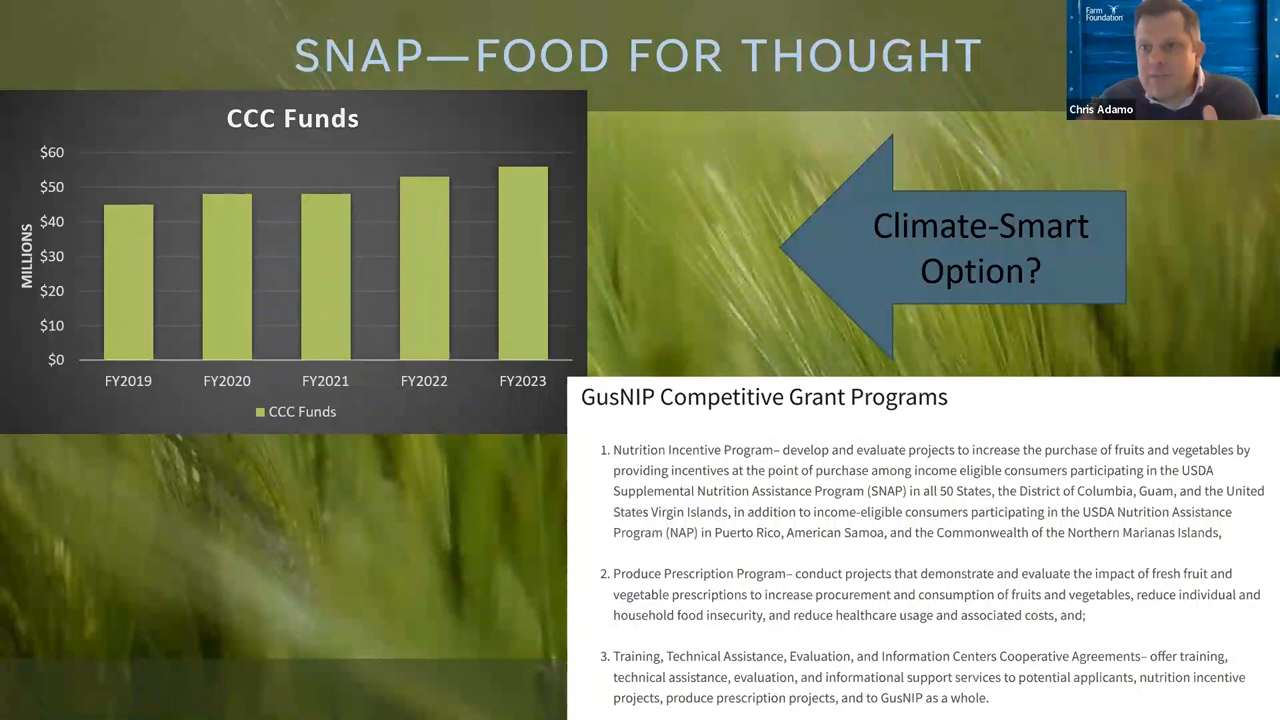 SNAP—FOOD FOR THOUGHT
Farm
Foundation
Chris Adamo
CCC Funds
$60
$50
$40
$30
$20
$10
$0
MILLIONS
FY2019 FY2020 FY2021 FY2022 FY2023
CCC Funds
Climate-Smart
Option?
GusNIP Competitive Grant Programs
1. Nutrition Incentive Program– develop and evaluate projects to increase the purchase of fruits and vegetables by
providing incentives at the point of purchase among income eligible consumers participating in the USDA
Supplemental Nutrition Assistance Program (SNAP) in all 50 States, the District of Columbia, Guam, and the United
States Virgin Islands, in addition to income-eligible consumers participating in the USDA Nutrition Assistance
Program (NAP) in Puerto Rico, American Samoa, and the Commonwealth of the Northern Marianas Islands,
2. Produce Prescription Program– conduct projects that demonstrate and evaluate the impact of fresh fruit and
vegetable prescriptions to increase procurement and consumption of fruits and vegetables, reduce individual and
household food insecurity, and reduce healthcare usage and associated costs, and;
3. Training, Technical Assistance, Evaluation, and Information Centers Cooperative Agreements– offer training,
technical assistance, evaluation, and informational support services to potential applicants, nutrition incentive
projects, produce prescription projects, and to GusNIP as a whole.